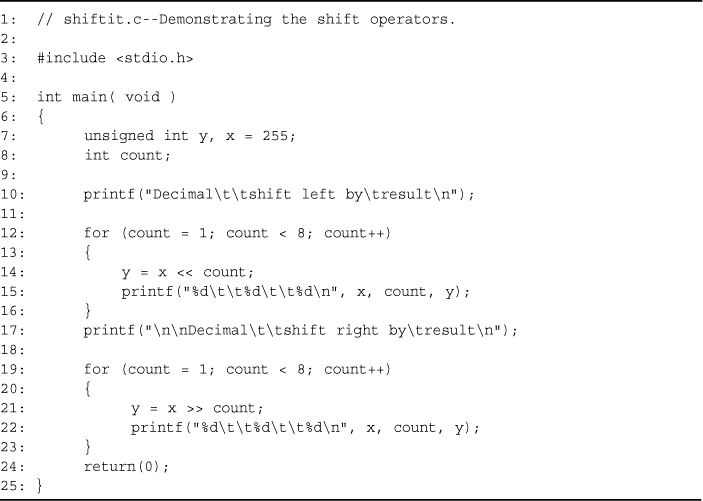 1: // shiftit.c--Demonstrating the shift operators.
2:
3: #include <stdio.h>
4:
5: int main( void )
6: {
7: unsigned int y, x = 255;
8: int count;
9:
10: printf("Decimal\t\tshift left by\tresult\n");
11:
12: for (count = 1; count < 8; count++)
13: {
14: y = x << count;
15: printf("%d\t\t%d\t\t%d\n", x, count, y);
16: }
17: printf("\n\nDecimal\t\tshift right by\tresult\n");
18:
19: for (count = 1; count < 8; count++)
20: {
21: y = x >> count;
22: printf("%d\t\t%d\t\t%d\n", x, count, y);
23: }
24: return(0);
25: }